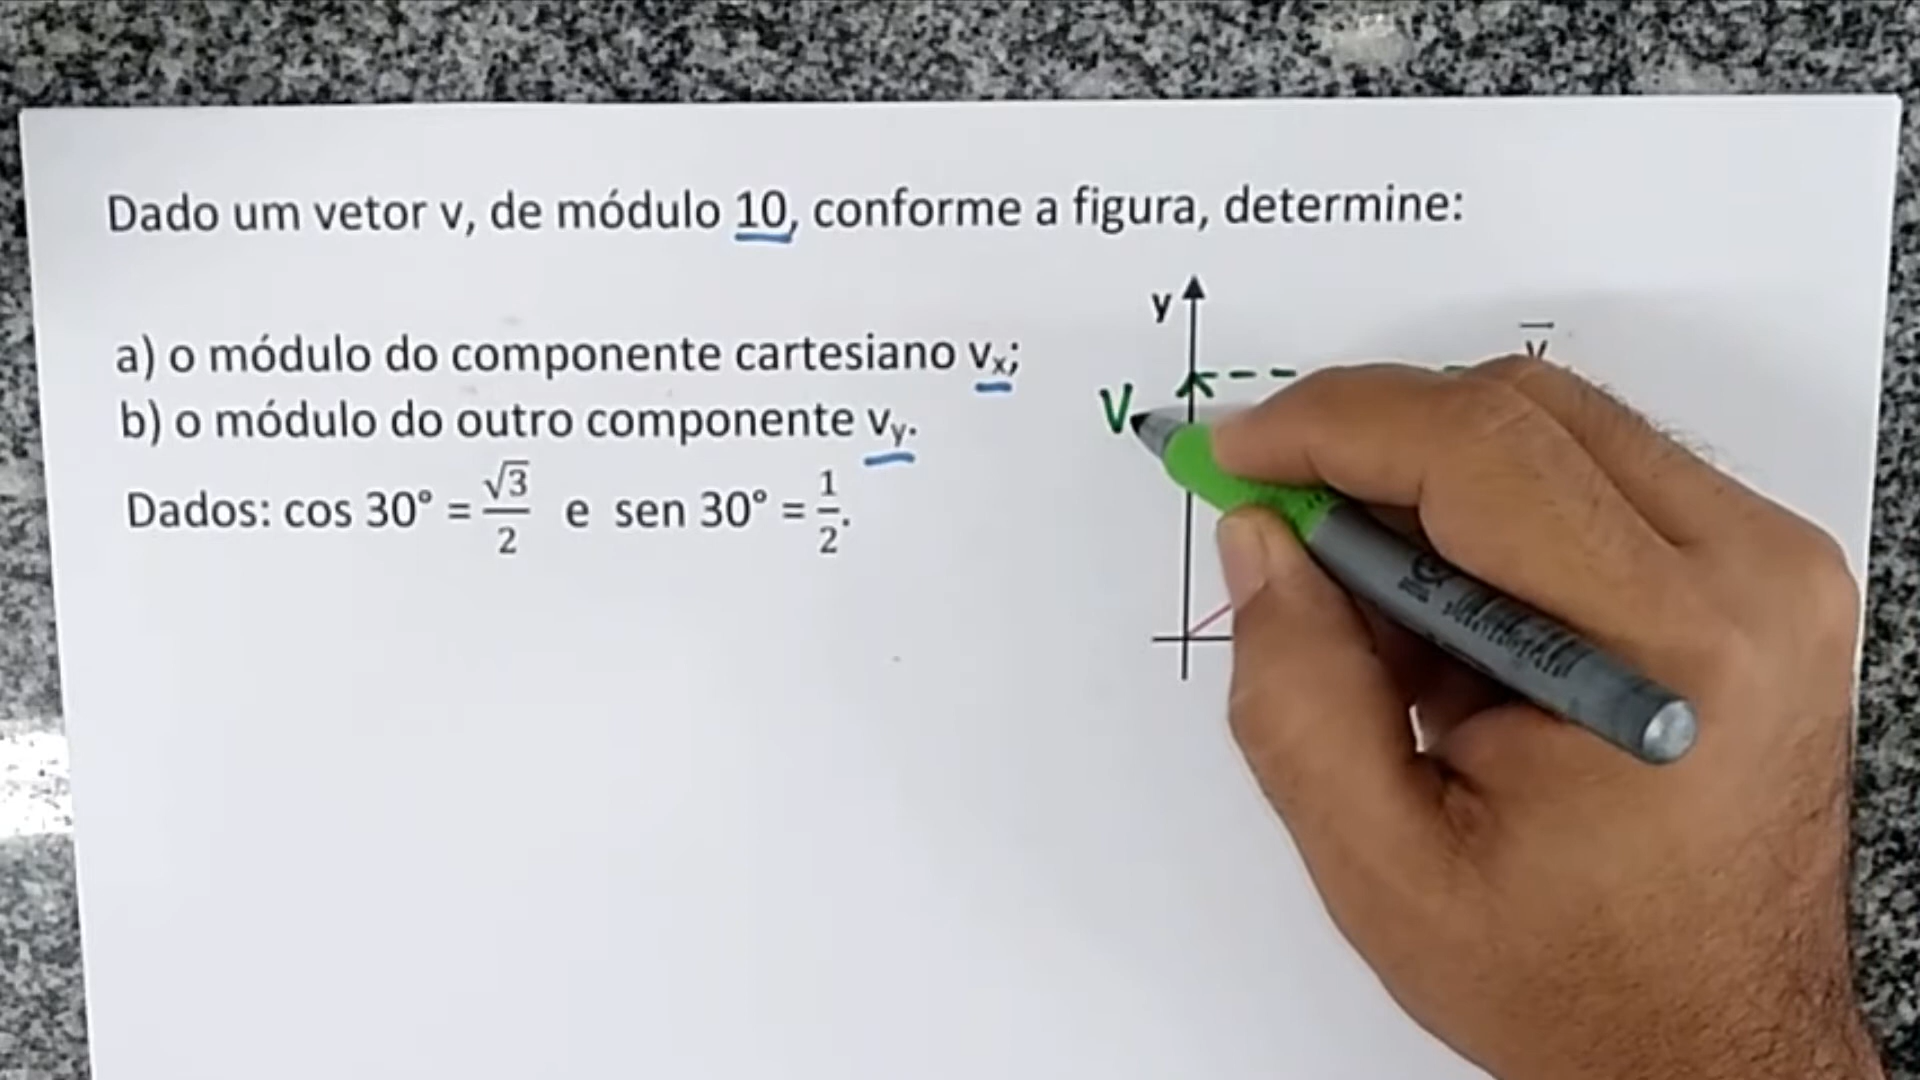 Dado um vetor v, de módulo 10, conforme a figura, determine:
a) o módulo do componente cartesiano vₓ;
b) o módulo do outro componente vᵧ.
Dados: cos 30° = √3/2 e sen 30° = 1/2.
y
V
v